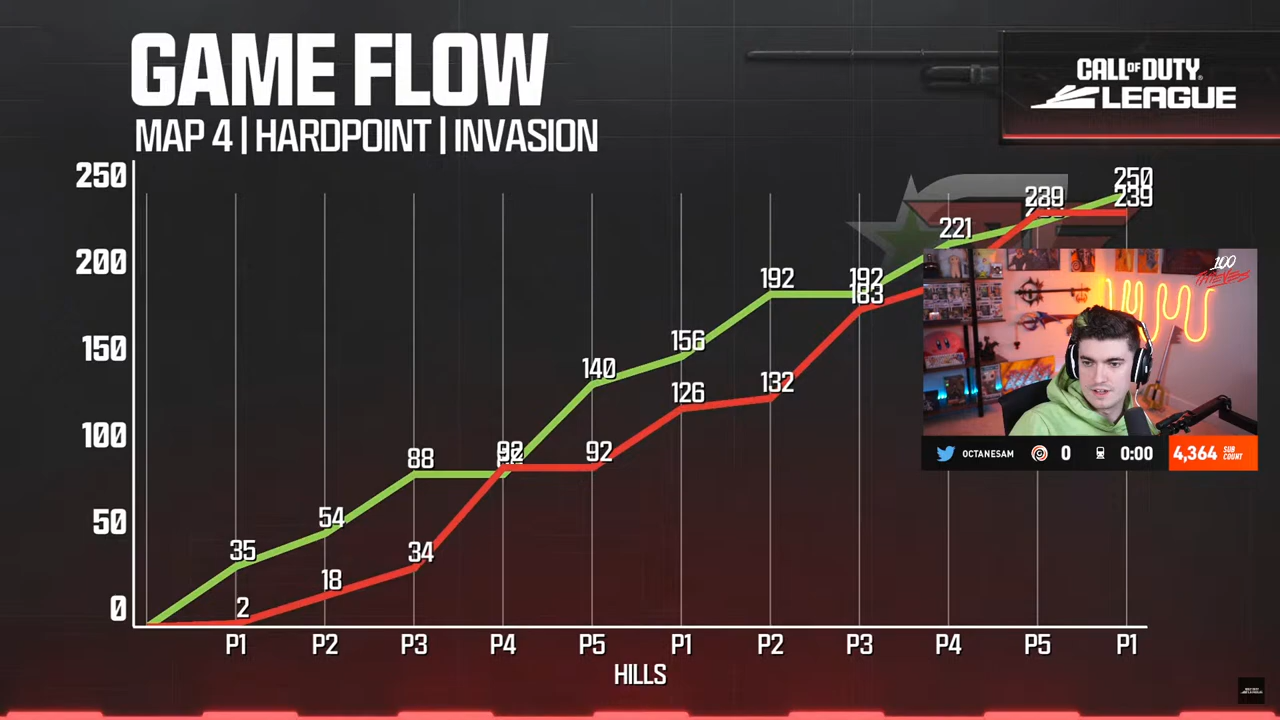 GAME FLOW
MAP 4 | HARDPOINT | INVASION
CALL OF DUTY
LEAGUE
250
200
150
100
50
0
35
54
88
92
140
156
192
192
221
239
250
2
18
34
92
126
132
183
239
P1 P2 P3 P4 P5 P1 P2 P3 P4 P5 P1
HILLS
100
THIEVES
OCTANESAM 0 0:00 4,364 SUB
COUNT